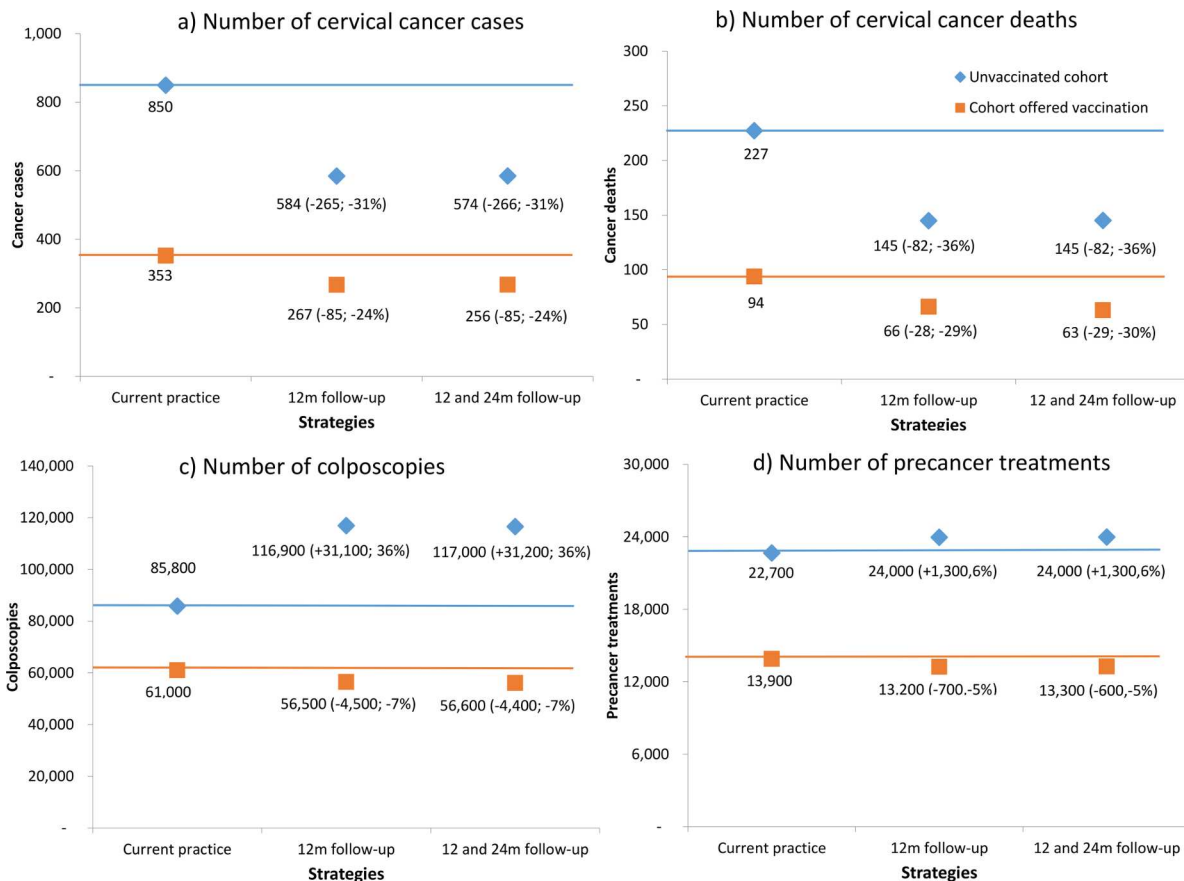 a) Number of cervical cancer cases
1,000
800
600
400
200
-
Cancer cases
850
584 (-265; -31%)
574 (-266; -31%)
353
267 (-85; -24%)
256 (-85; -24%)
Current practice
12m follow-up
12 and 24m follow-up
Strategies
b) Number of cervical cancer deaths
300
250
200
150
100
50
-
Cancer deaths
Unvaccinated cohort
Cohort offered vaccination
227
145 (-82; -36%)
145 (-82; -36%)
94
66 (-28; -29%)
63 (-29; -30%)
Current practice
12m follow-up
12 and 24m follow-up
Strategies
c) Number of colposcopies
140,000
120,000
100,000
80,000
60,000
40,000
20,000
-
Colposcopies
116,900 (+31,100; 36%)
117,000 (+31,200; 36%)
85,800
61,000
56,500 (-4,500; -7%)
56,600 (-4,400; -7%)
Current practice
12m follow-up
12 and 24m follow-up
Strategies
d) Number of precancer treatments
30,000
24,000
18,000
12,000
6,000
-
Precancer treatments
22,700
24,000 (+1,300,6%)
24,000 (+1,300,6%)
13,900
13.200 (-700,-5%)
13,300 (-600,-5%)
Current practice
12m follow-up
12 and 24m follow-up
Strategies